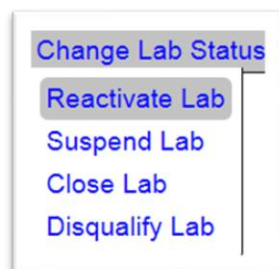 Change Lab Status
Reactivate Lab
Suspend Lab
Close Lab
Disqualify Lab